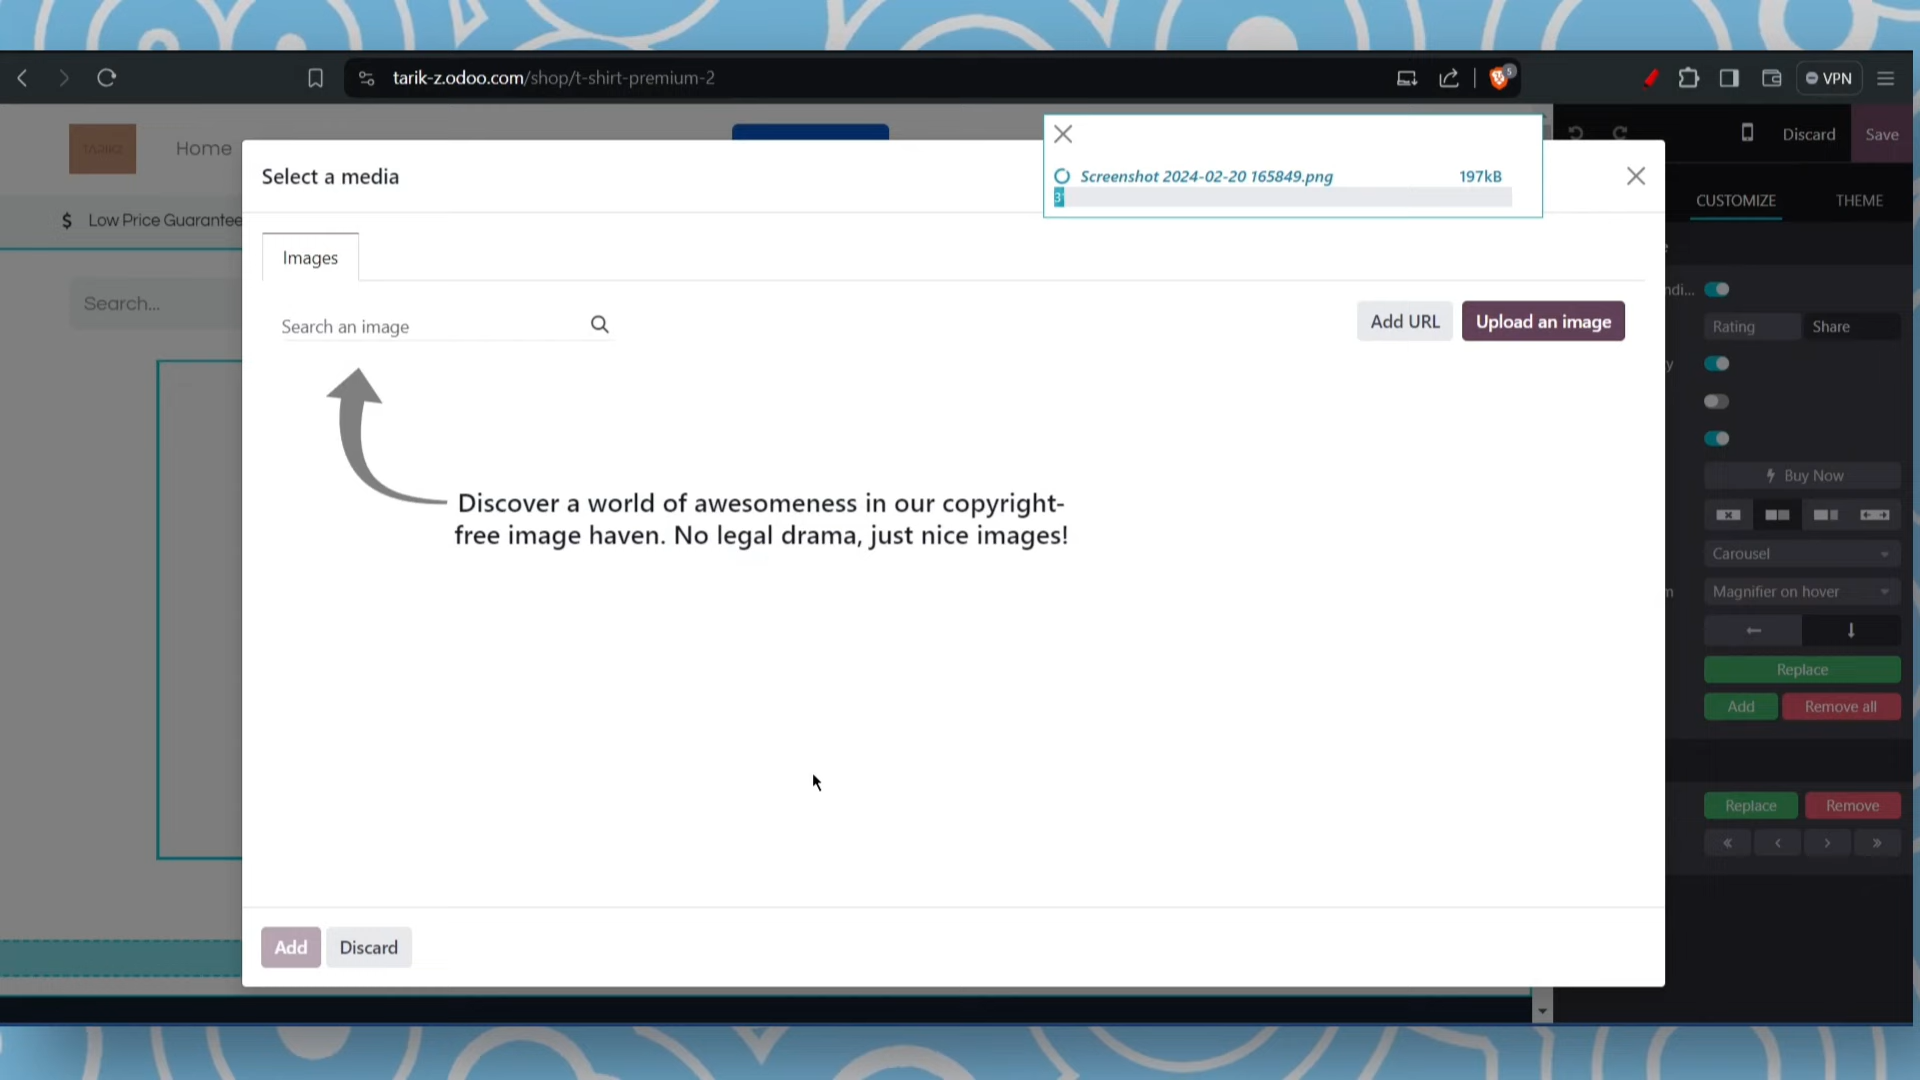 tarik-z.odoo.com/shop/t-shirt-premium-2
5
VPN
TARIKZ
Home
Discard
Save
Select a media
Screenshot 2024-02-20 165849.png
197kB
$ Low Price Guarantee
CUSTOMIZE
THEME
Images
Search...
ndi...
Search an image
Add URL
Upload an image
Rating
Share
y
Buy Now
Discover a world of awesomeness in our copyright-
free image haven. No legal drama, just nice images!
Carousel
Magnifier on hover
Replace
Add
Remove all
Replace
Remove
Add
Discard